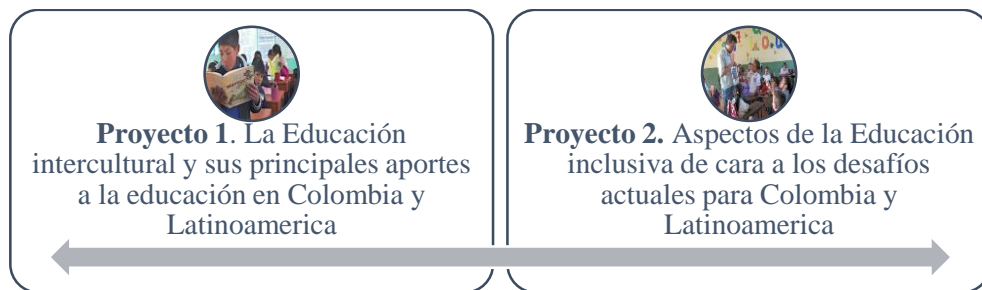 Proyecto 1. La Educación
intercultural y sus principales aportes
a la educación en Colombia y
Latinoamerica
Proyecto 2. Aspectos de la Educación
inclusiva de cara a los desafíos
actuales para Colombia y
Latinoamerica